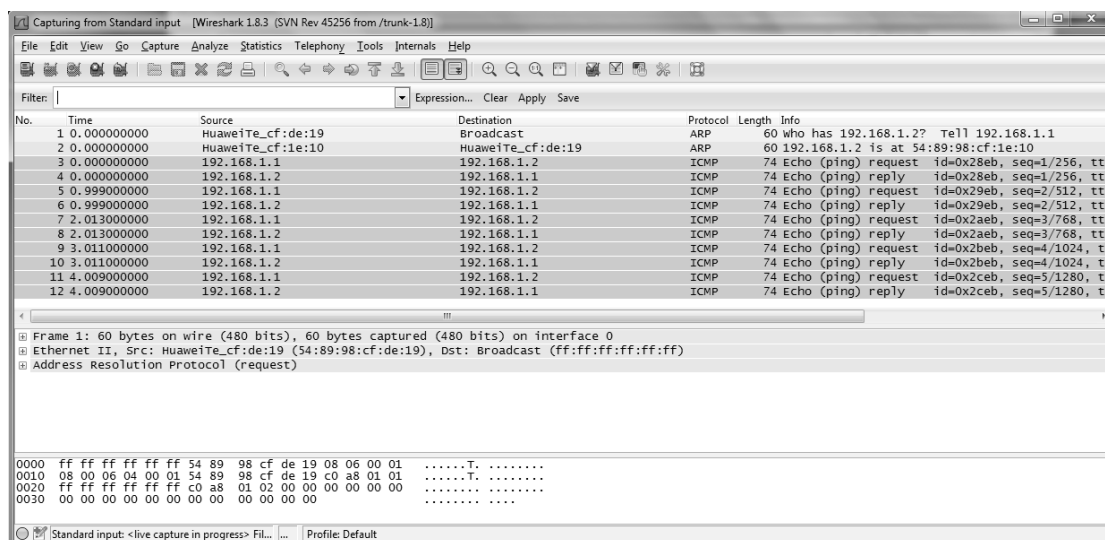 Capturing from Standard input [Wireshark 1.8.3 (SVN Rev 45256 from /trunk-1.8)]
File Edit View Go Capture Analyze Statistics Telephony Tools Internals Help
Filter: Expression... Clear Apply Save
No. Time Source Destination Protocol Length Info
1 0.000000000 HuaweiTe_cf:de:19 Broadcast ARP 60 Who has 192.168.1.2? Tell 192.168.1.1
2 0.000000000 HuaweiTe_cf:1e:10 HuaweiTe_cf:de:19 ARP 60 192.168.1.2 is at 54:89:98:cf:1e:10
3 0.000000000 192.168.1.1 192.168.1.2 ICMP 74 Echo (ping) request id=0x28eb, seq=1/256, tt
4 0.000000000 192.168.1.2 192.168.1.1 ICMP 74 Echo (ping) reply id=0x28eb, seq=1/256, tt
5 0.999000000 192.168.1.1 192.168.1.2 ICMP 74 Echo (ping) request id=0x29eb, seq=2/512, tt
6 0.999000000 192.168.1.2 192.168.1.1 ICMP 74 Echo (ping) reply id=0x29eb, seq=2/512, tt
7 2.013000000 192.168.1.1 192.168.1.2 ICMP 74 Echo (ping) request id=0x2aeb, seq=3/768, tt
8 2.013000000 192.168.1.2 192.168.1.1 ICMP 74 Echo (ping) reply id=0x2aeb, seq=3/768, tt
9 3.011000000 192.168.1.1 192.168.1.2 ICMP 74 Echo (ping) request id=0x2beb, seq=4/1024, t
10 3.011000000 192.168.1.2 192.168.1.1 ICMP 74 Echo (ping) reply id=0x2beb, seq=4/1024, t
11 4.009000000 192.168.1.1 192.168.1.2 ICMP 74 Echo (ping) request id=0x2ceb, seq=5/1280, t
12 4.009000000 192.168.1.2 192.168.1.1 ICMP 74 Echo (ping) reply id=0x2ceb, seq=5/1280, t
Frame 1: 60 bytes on wire (480 bits), 60 bytes captured (480 bits) on interface 0
Ethernet II, Src: HuaweiTe_cf:de:19 (54:89:98:cf:de:19), Dst: Broadcast (ff:ff:ff:ff:ff:ff)
Address Resolution Protocol (request)
0000 ff ff ff ff ff ff 54 89 98 cf de 19 08 06 00 01 ......T. ........
0010 08 00 06 04 00 01 54 89 98 cf de 19 c0 a8 01 01 ......T. ........
0020 ff ff ff ff ff ff c0 a8 01 02 00 00 00 00 00 00 ........ ........
0030 00 00 00 00 00 00 00 00 00 00 00 00 ........ ....
Standard input: <live capture in progress> Fil... ... Profile: Default